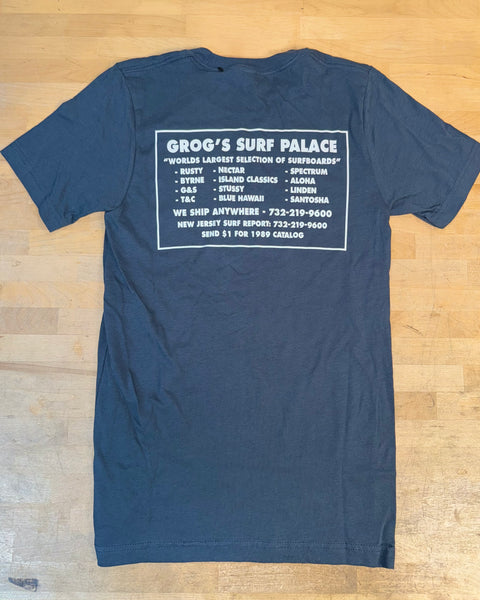 GROG'S SURF PALACE
"WORLDS LARGEST SELECTION OF SURFBOARDS"
- RUSTY - NECTAR - SPECTRUM
- BYRNE - ISLAND CLASSICS - ALOHA
- G&S - STUSSY - LINDEN
- T&C - BLUE HAWAII - SANTOSHA
WE SHIP ANYWHERE - 732-219-9600
NEW JERSEY SURF REPORT: 732-219-9600
SEND $1 FOR 1989 CATALOG